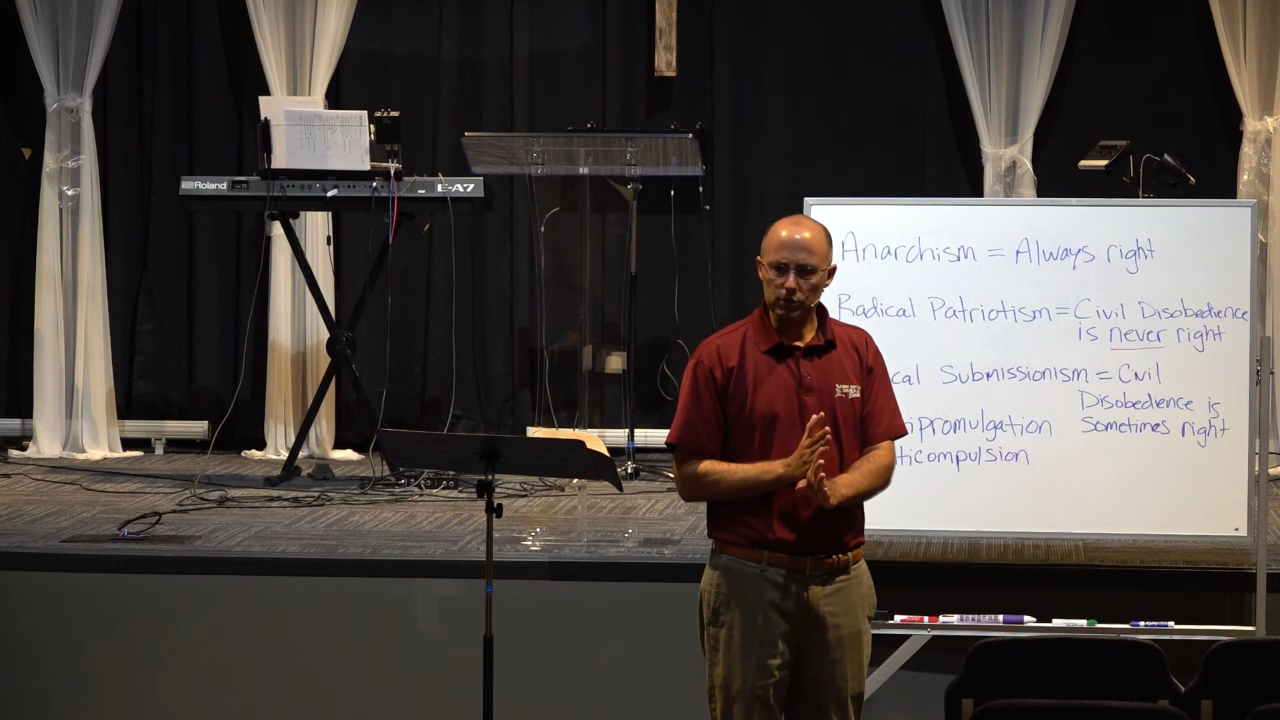 Roland
E-A7
Anarchism = Always right
Radical Patriotism = Civil Disobedience
is never right
cal Submissionism = Civil
Disobedience is
sometimes right
ipromulgation
ticompulsion